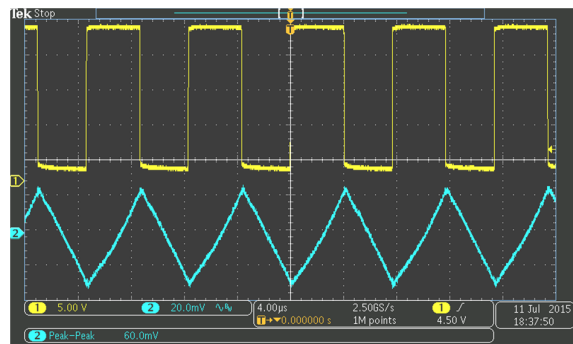 Tek Stop
T
T
1
2
1 5.00 V 2 20.0mV
4.00µs 2.50GS/s 1 4.50 V
T→▼0.000000 s 1M points
11 Jul 2015
18:37:50
2 Peak-Peak 60.0mV